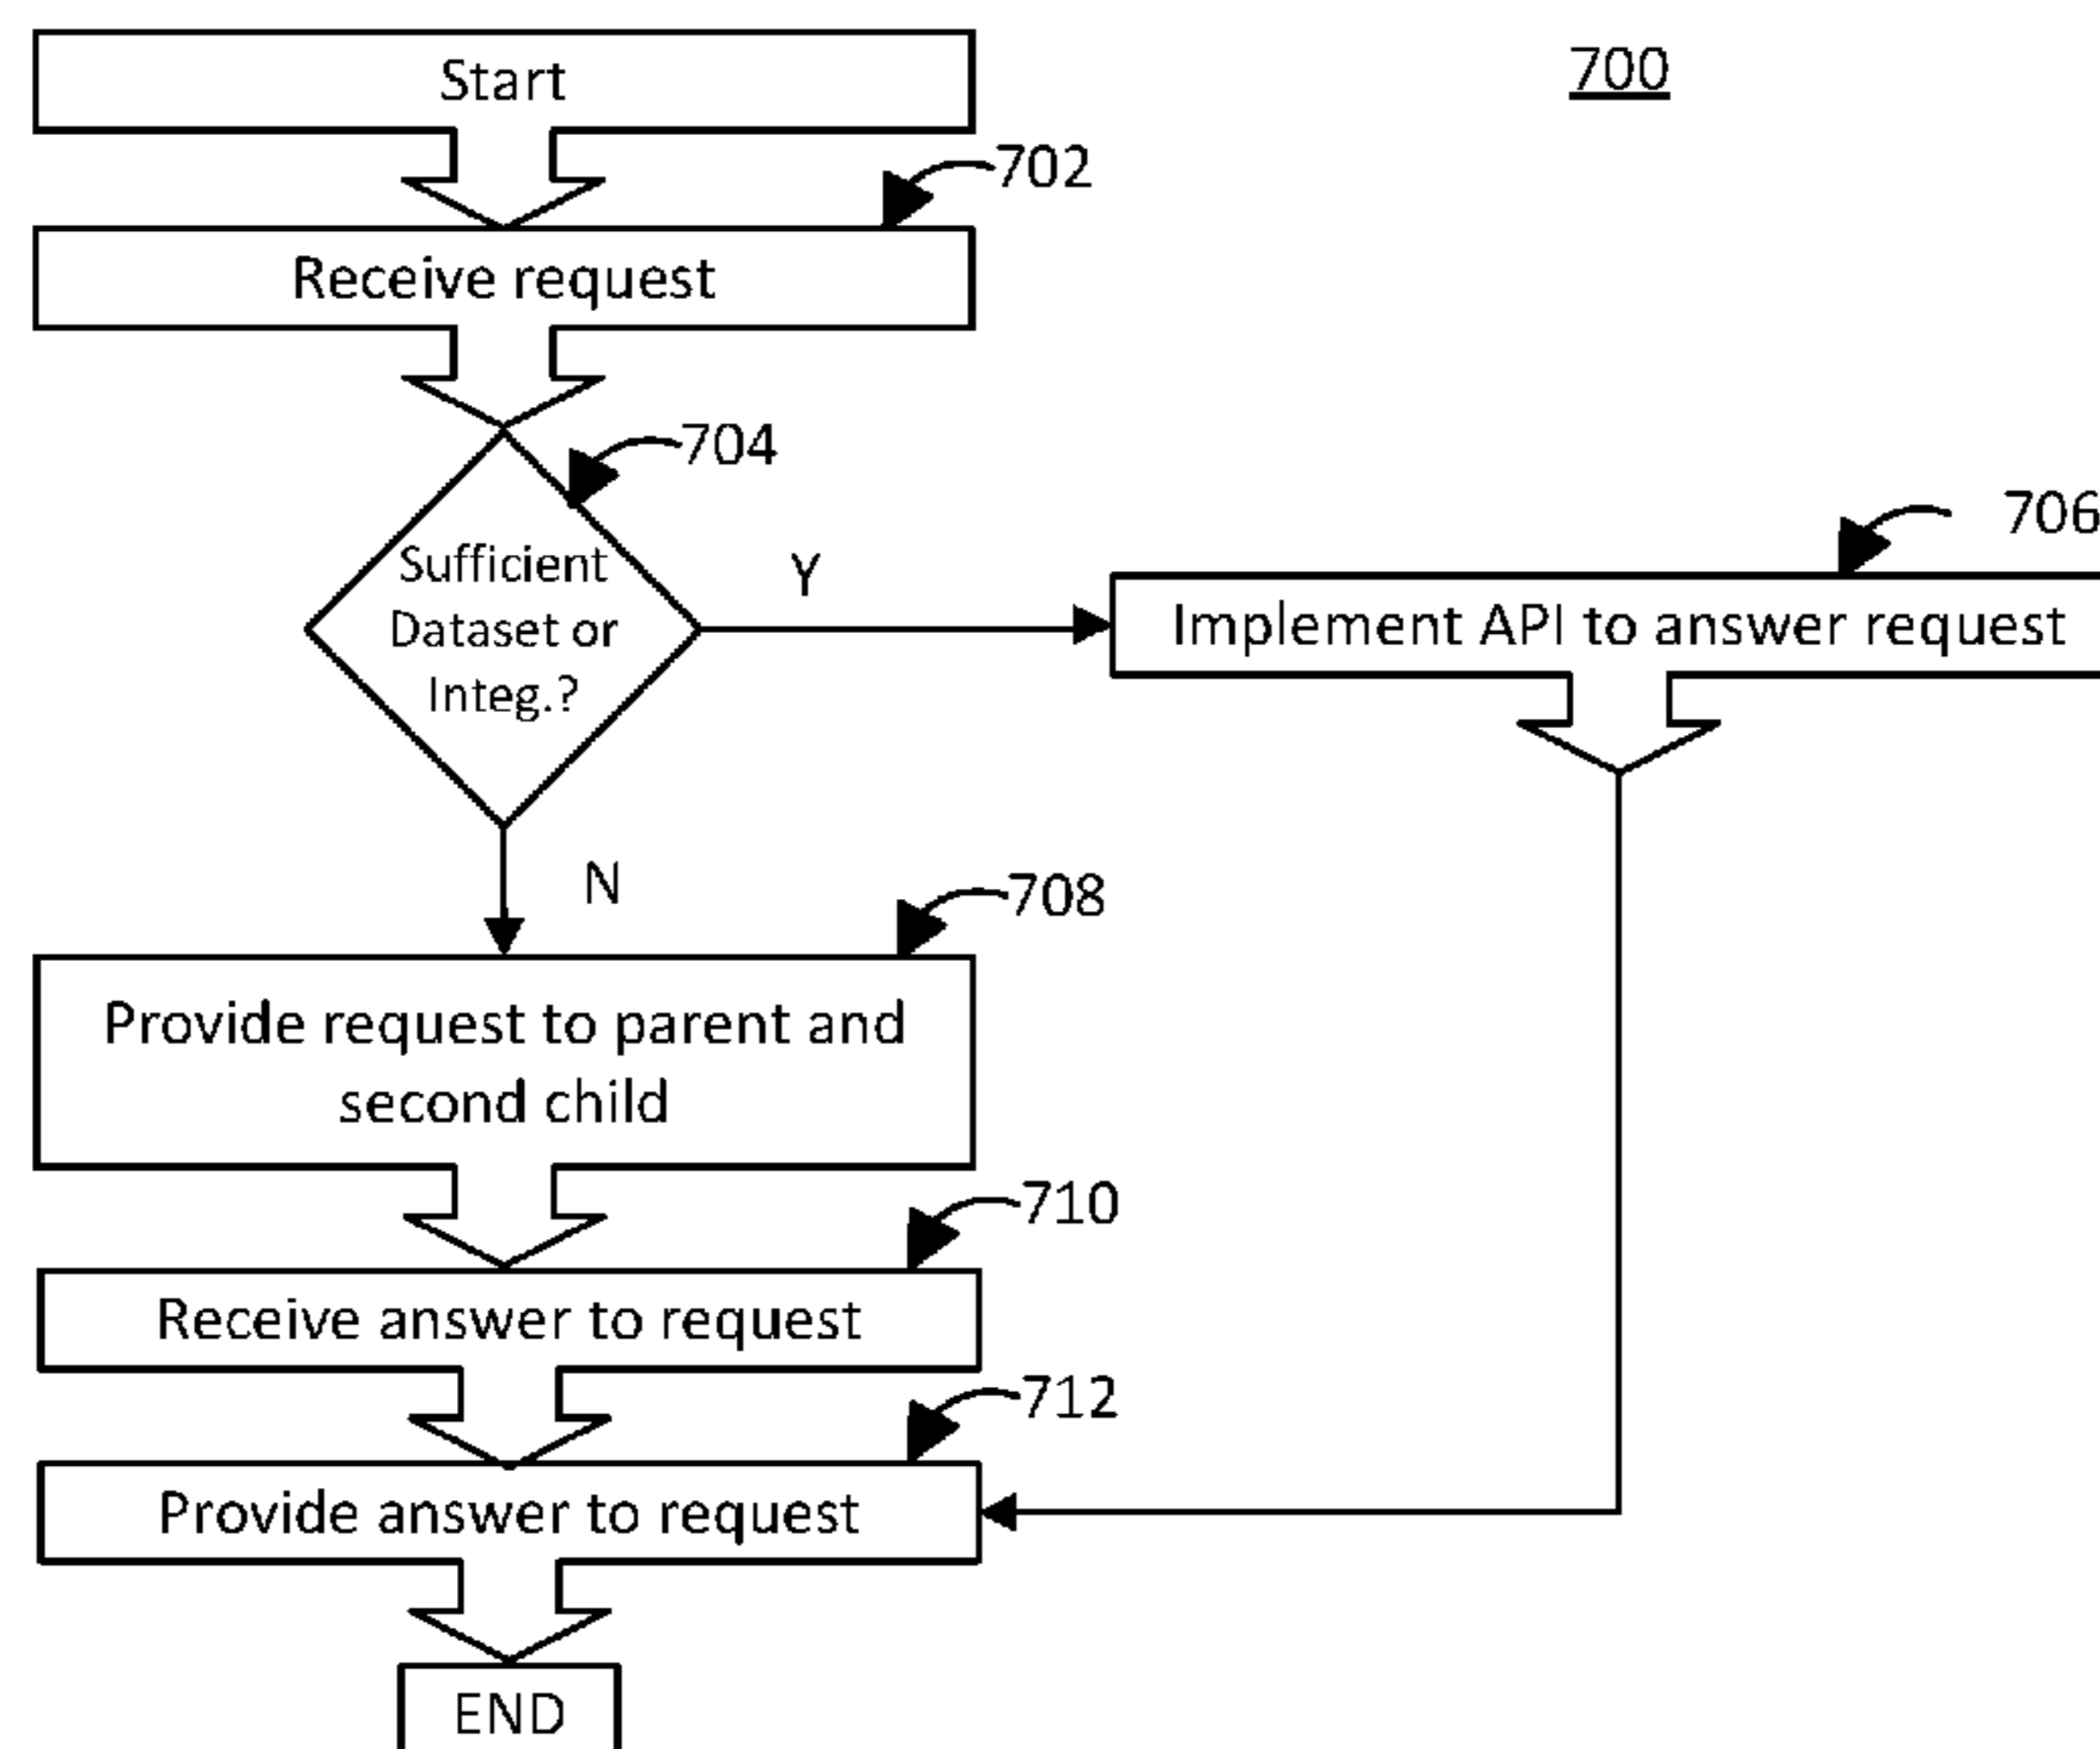 Start
700
702
Receive request
704
Sufficient
Dataset or
Integ.?
Y
706
Implement API to answer request
N
708
Provide request to parent and
second child
710
Receive answer to request
712
Provide answer to request
END